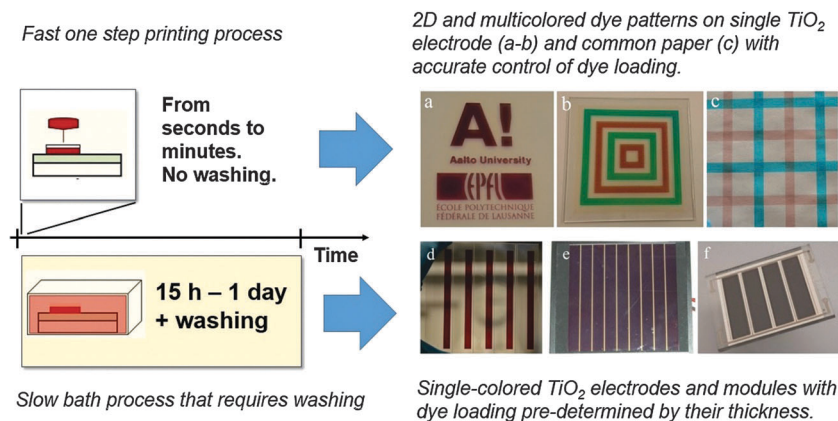 Fast one step printing process
From
seconds to
minutes.
No washing.
Time
15 h – 1 day
+ washing
Slow bath process that requires washing
2D and multicolored dye patterns on single TiO₂
electrode (a-b) and common paper (c) with
accurate control of dye loading.
a
A!
Aalto University
EPFL
ÉCOLE POLYTECHNIQUE
FÉDÉRALE DE LAUSANNE
b
c
d
e
f
Single-colored TiO₂ electrodes and modules with
dye loading pre-determined by their thickness.